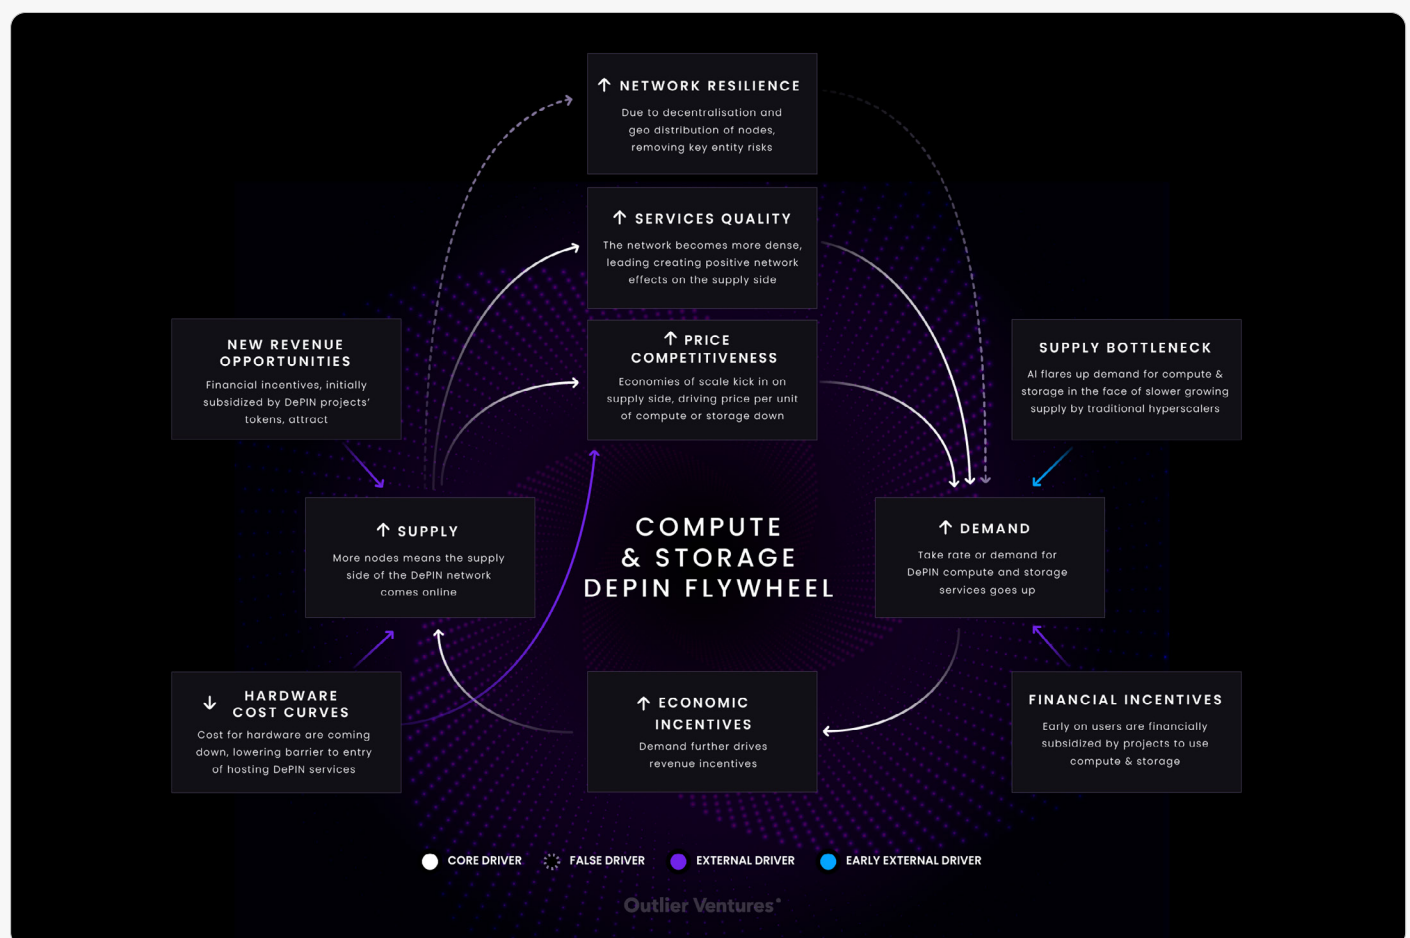 ↑ NETWORK RESILIENCE
Due to decentralisation and
geo distribution of nodes,
removing key entity risks
↑ SERVICES QUALITY
The network becomes more dense,
leading creating positive network
effects on the supply side
↑ PRICE
COMPETITIVENESS
Economies of scale kick in on
supply side, driving price per unit
of compute or storage down
NEW REVENUE
OPPORTUNITIES
Financial incentives, initially
subsidized by DePIN projects'
tokens, attract
SUPPLY BOTTLENECK
AI flares up demand for compute &
storage in the face of slower growing
supply by traditional hyperscalers
↑ SUPPLY
More nodes means the supply
side of the DePIN network
comes online
COMPUTE
& STORAGE
DEPIN FLYWHEEL
↑ DEMAND
Take rate or demand for
DePIN compute and storage
services goes up
↓ HARDWARE
COST CURVES
Cost for hardware are coming
down, lowering barrier to entry
of hosting DePIN services
↑ ECONOMIC
INCENTIVES
Demand further drives
revenue incentives
FINANCIAL INCENTIVES
Early on users are financially
subsidized by projects to use
compute & storage
CORE DRIVER
FALSE DRIVER
EXTERNAL DRIVER
EARLY EXTERNAL DRIVER
Outlier Ventures